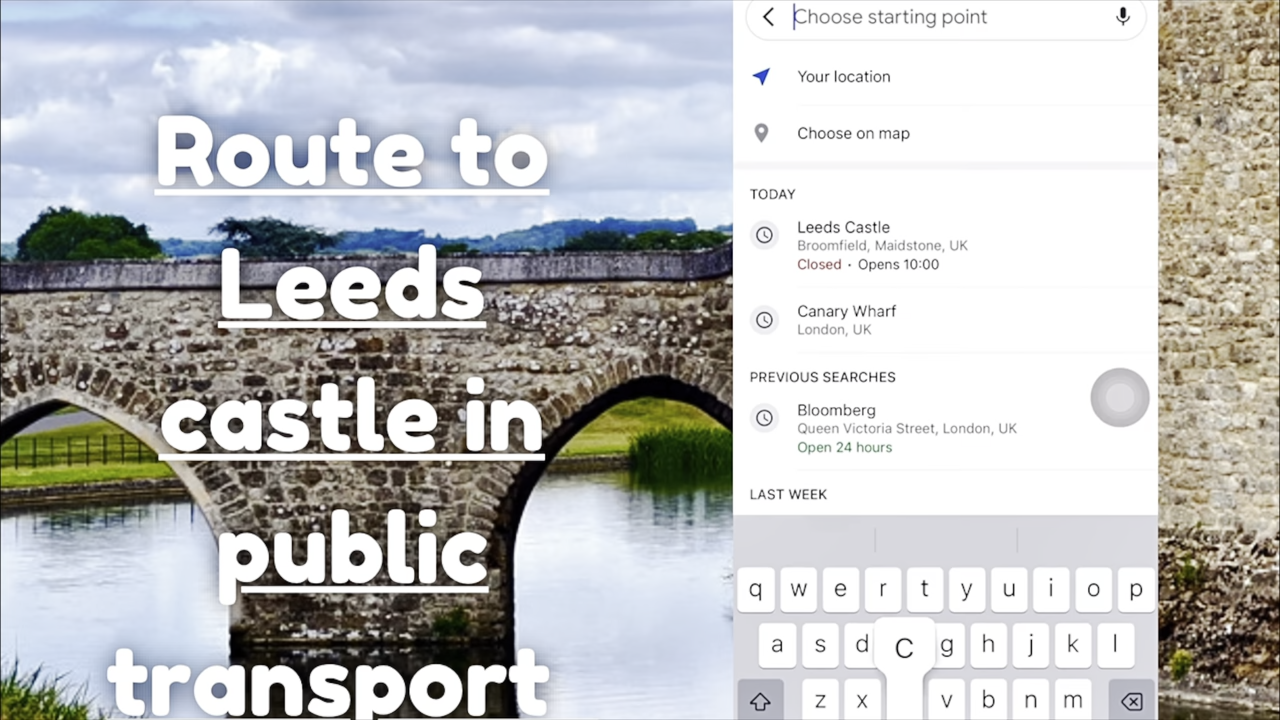 Route to
Leeds
castle in
public
transport
Choose starting point
Your location
Choose on map
TODAY
Leeds Castle
Broomfield, Maidstone, UK
Closed · Opens 10:00
Canary Wharf
London, UK
PREVIOUS SEARCHES
Bloomberg
Queen Victoria Street, London, UK
Open 24 hours
LAST WEEK
q w e r t y u i o p
a s d C g h j k l
z x v b n m